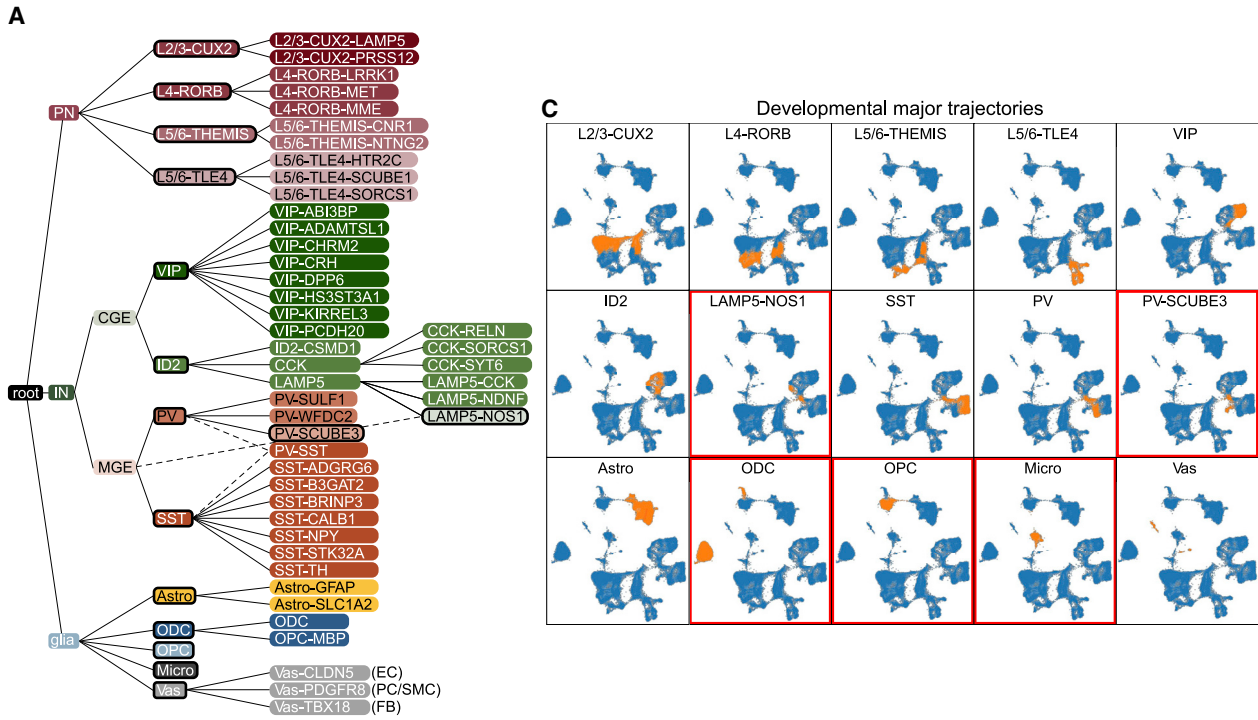 A
root
PN
IN
glia
CGE
MGE
L2/3-CUX2
L4-RORB
L5/6-THEMIS
L5/6-TLE4
VIP
ID2
PV
SST
Astro
ODC
OPC
Micro
Vas
L2/3-CUX2-LAMP5
L2/3-CUX2-PRSS12
L4-RORB-LRRK1
L4-RORB-MET
L4-RORB-MME
L5/6-THEMIS-CNR1
L5/6-THEMIS-NTNG2
L5/6-TLE4-HTR2C
L5/6-TLE4-SCUBE1
L5/6-TLE4-SORCS1
VIP-ABI3BP
VIP-ADAMTSL1
VIP-CHRM2
VIP-CRH
VIP-DPP6
VIP-HS3ST3A1
VIP-KIRREL3
VIP-PCDH20
ID2-CSMD1
CCK
LAMP5
PV-SULF1
PV-WFDC2
PV-SCUBE3
PV-SST
SST-ADGRG6
SST-B3GAT2
SST-BRINP3
SST-CALB1
SST-NPY
SST-STK32A
SST-TH
Astro-GFAP
Astro-SLC1A2
ODC
OPC-MBP
Vas-CLDN5 (EC)
Vas-PDGFR8 (PC/SMC)
Vas-TBX18 (FB)
CCK-RELN
CCK-SORCS1
CCK-SYT6
LAMP5-CCK
LAMP5-NDNF
LAMP5-NOS1
C
Developmental major trajectories
L2/3-CUX2 L4-RORB L5/6-THEMIS L5/6-TLE4 VIP
ID2 LAMP5-NOS1 SST PV PV-SCUBE3
Astro ODC OPC Micro Vas